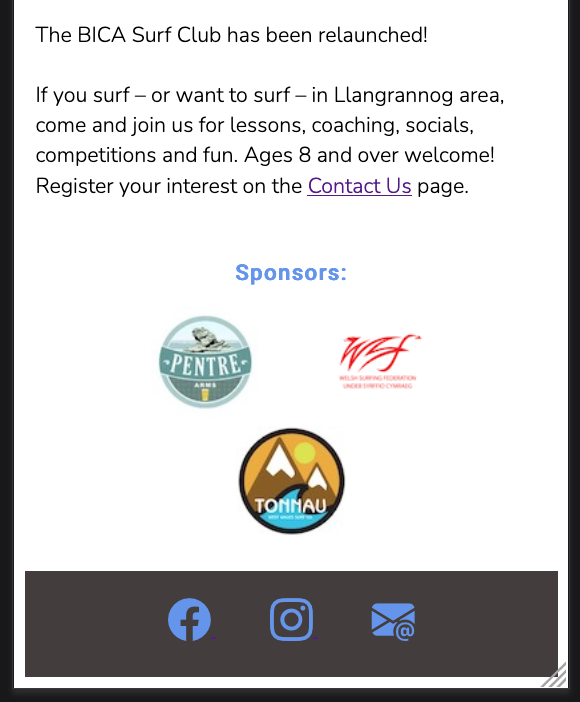 The BICA Surf Club has been relaunched!
If you surf – or want to surf – in Llangrannog area,
come and join us for lessons, coaching, socials,
competitions and fun. Ages 8 and over welcome!
Register your interest on the Contact Us page.
Sponsors:
PENTRE
ARMS
WSF
WELSH SURFING FEDERATION
UNDEB SYRFFIO CYMRAEG
TONNAU
@